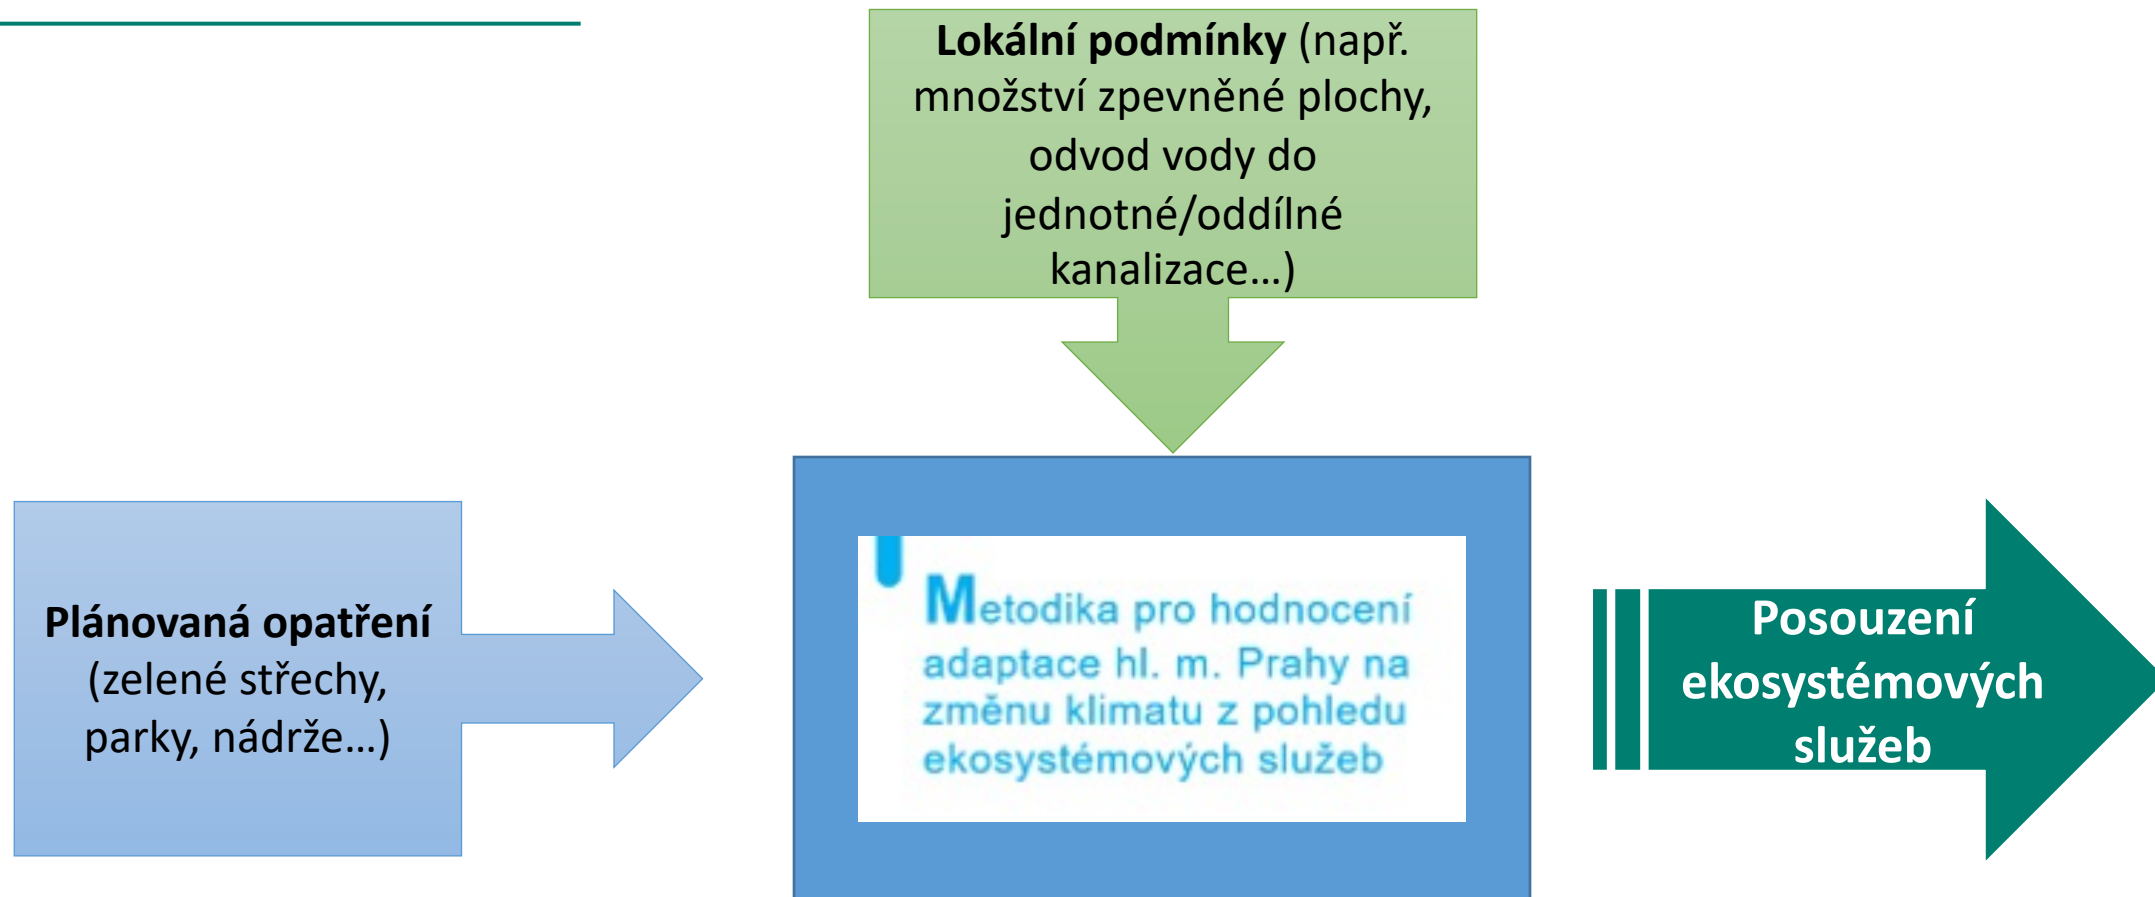 Lokální podmínky (např.
množství zpevněné plochy,
odvod vody do
jednotné/oddílné
kanalizace…)
Plánovaná opatření
(zelené střechy,
parky, nádrže…)
Metodika pro hodnocení
adaptace hl. m. Prahy na
změnu klimatu z pohledu
ekosystémových služeb
Posouzení
ekosystémových
služeb